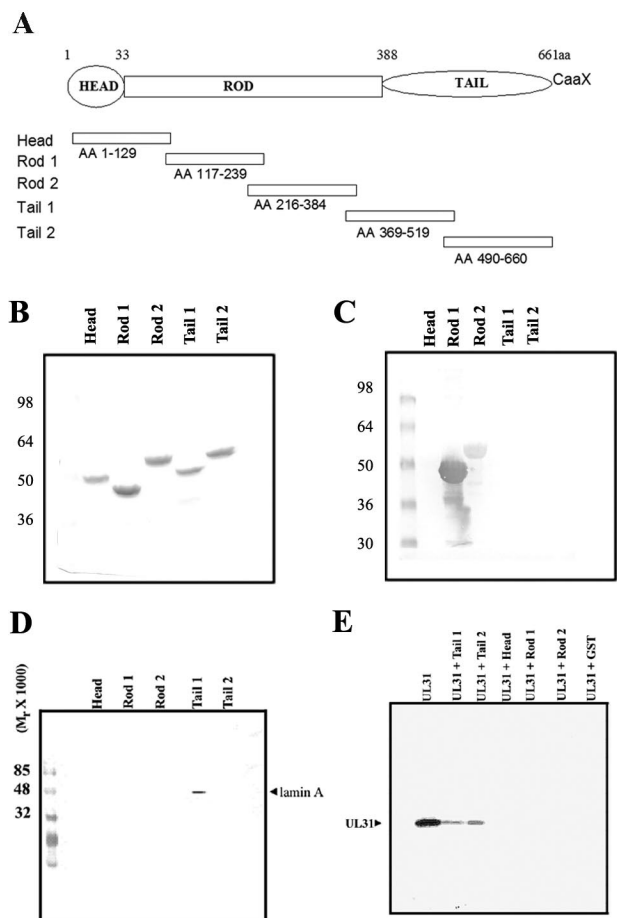 A
1 33 388 661aa
HEAD ROD TAIL CaaX
Head
AA 1-129
Rod 1
AA 117-239
Rod 2
AA 216-384
Tail 1
AA 369-519
Tail 2
AA 490-660
B
Head Rod 1 Rod 2 Tail 1 Tail 2
98
64
50
36
C
Head Rod 1 Rod 2 Tail 1 Tail 2
98
64
50
36
30
D
(Mr X 1000)
Head Rod 1 Rod 2 Tail 1 Tail 2
85
48
32
lamin A
E
UL31 UL31 + Tail 1 UL31 + Tail 2 UL31 + Head UL31 + Rod 1 UL31 + Rod 2 UL31 + GST
UL31